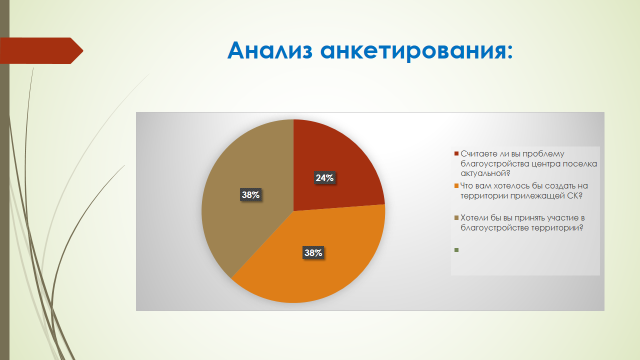 Анализ анкетирования:
24%
38%
38%
Считаете ли вы проблему
благоустройства центра поселка
актуальной?
Что вам хотелось бы создать на
территории прилежащей СК?
Хотели бы вы принять участие в
благоустройстве территории?